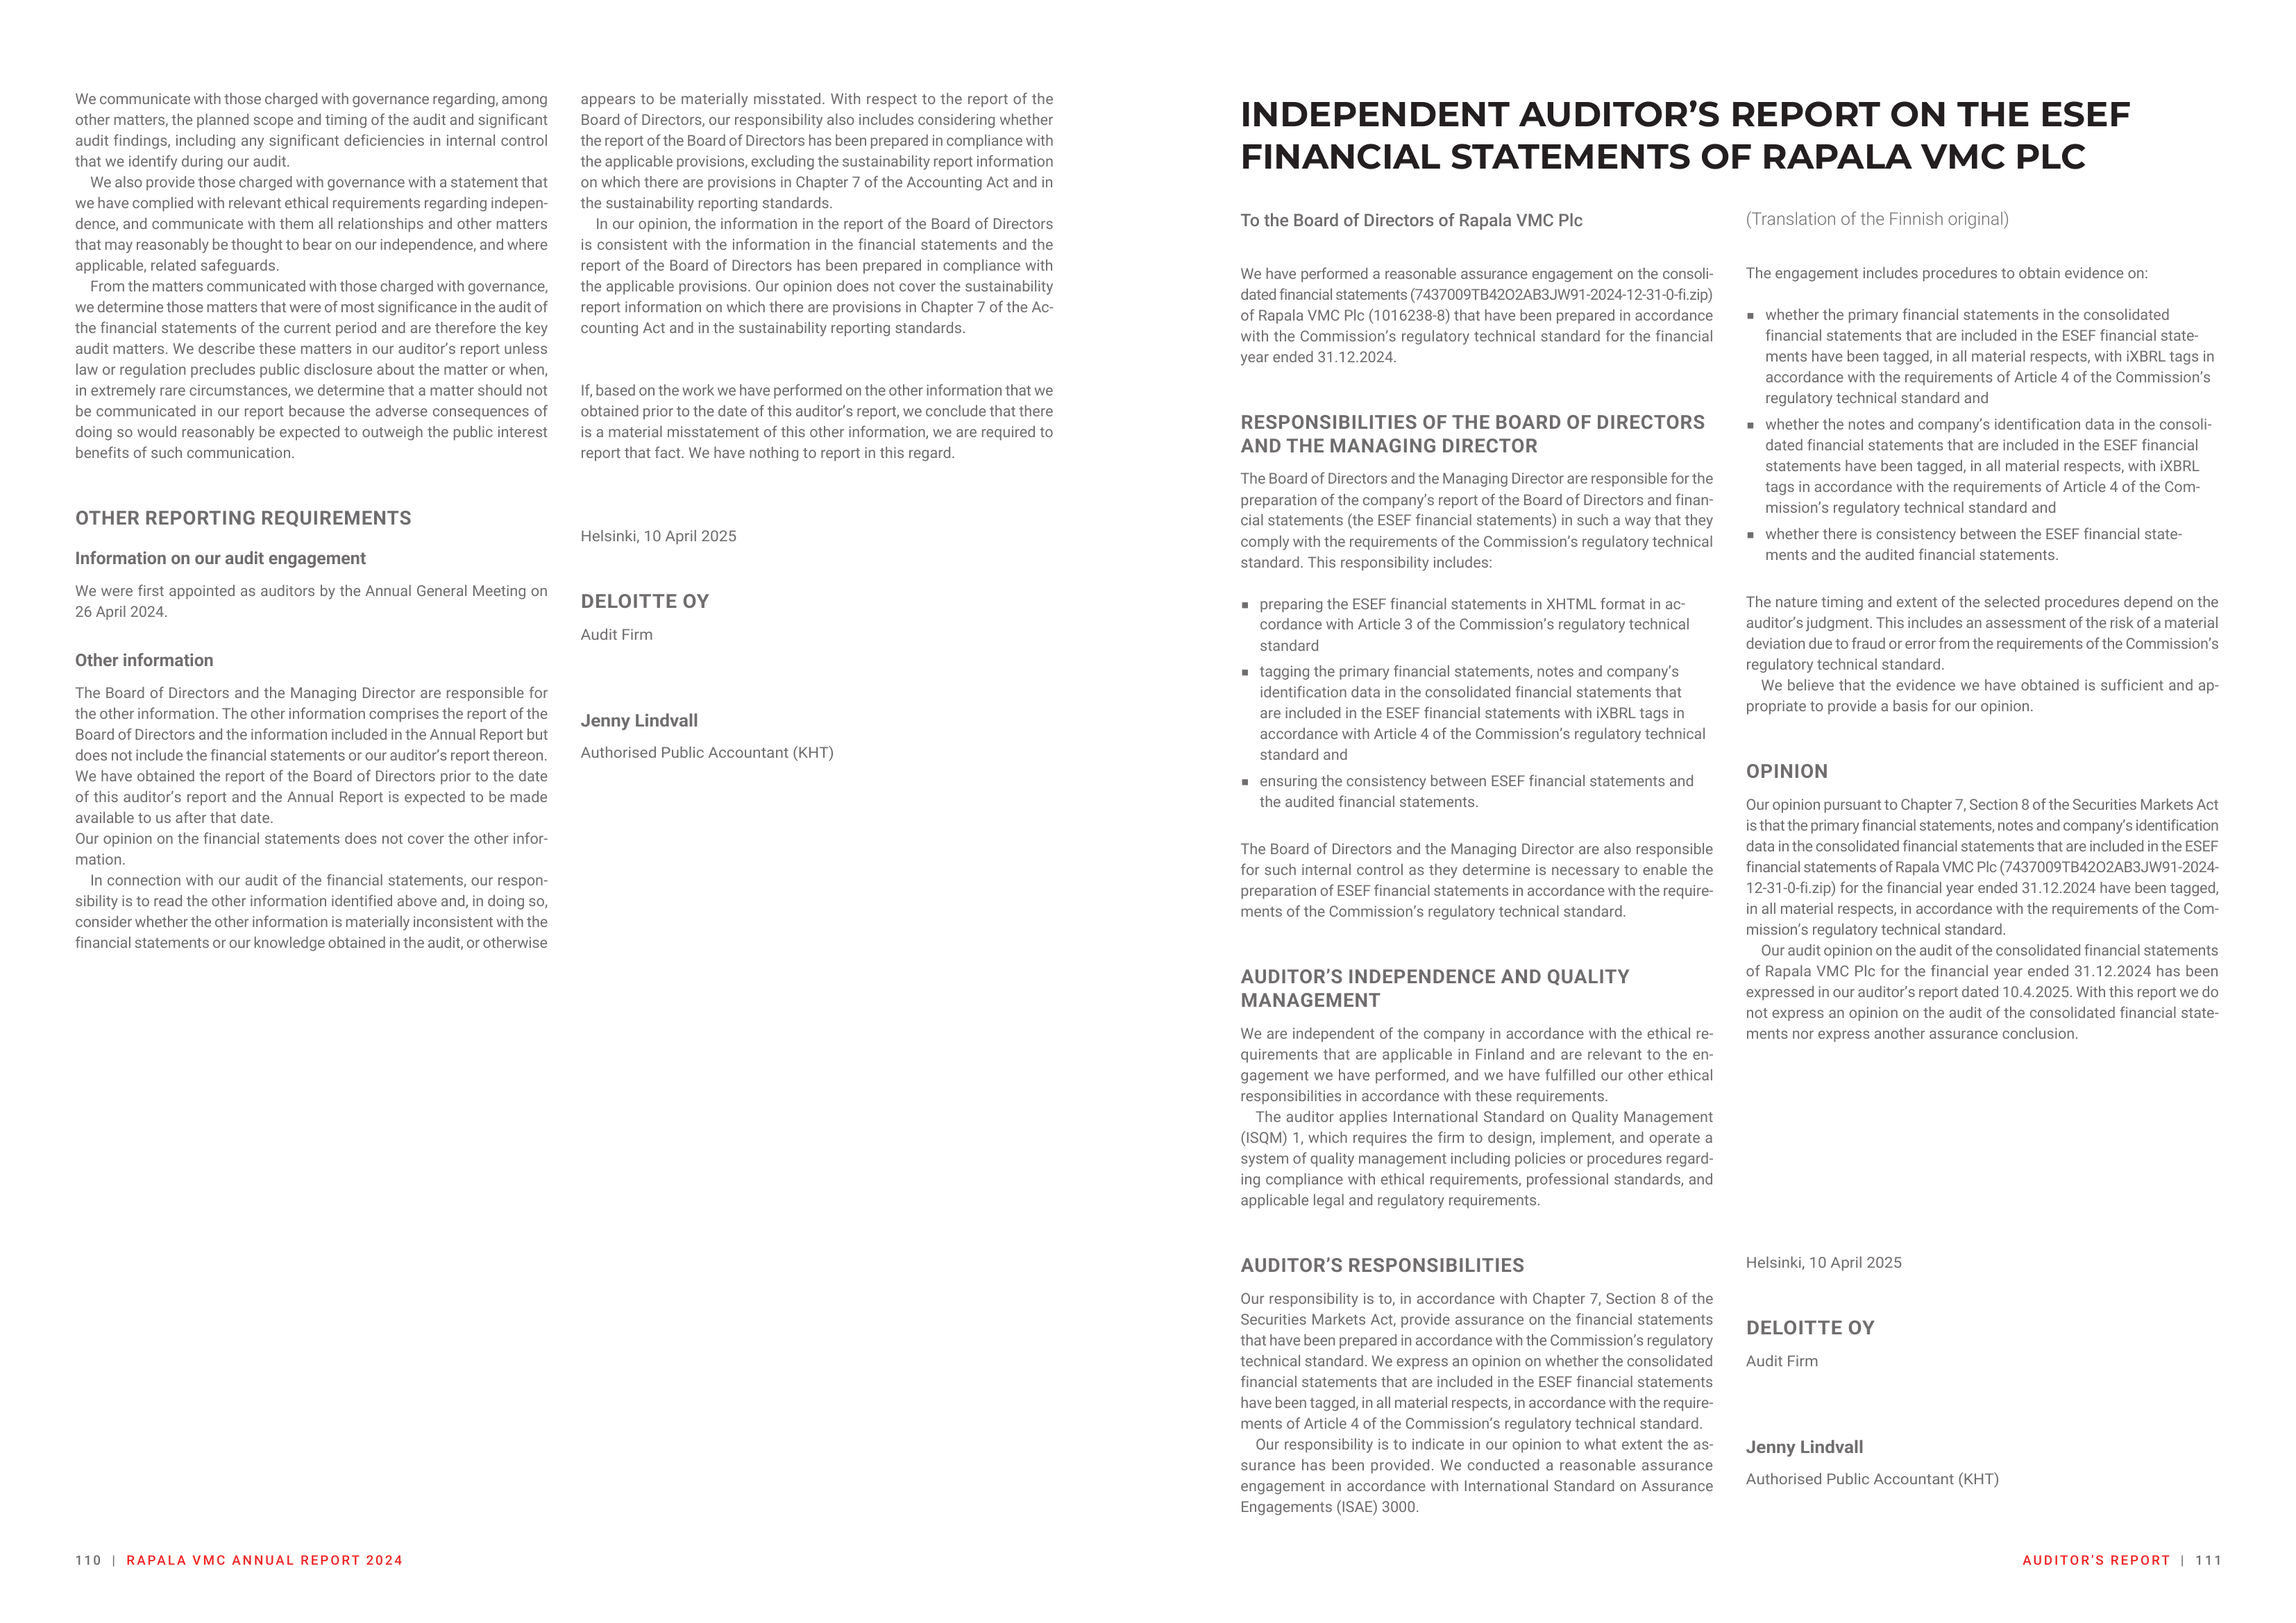 We communicate with those charged with governance regarding, among
other matters, the planned scope and timing of the audit and significant
audit findings, including any significant deficiencies in internal control
that we identify during our audit.
We also provide those charged with governance with a statement that
we have complied with relevant ethical requirements regarding indepen-
dence, and communicate with them all relationships and other matters
that may reasonably be thought to bear on our independence, and where
applicable, related safeguards.
From the matters communicated with those charged with governance,
we determine those matters that were of most significance in the audit of
the financial statements of the current period and are therefore the key
audit matters. We describe these matters in our auditor's report unless
law or regulation precludes public disclosure about the matter or when,
in extremely rare circumstances, we determine that a matter should not
be communicated in our report because the adverse consequences of
doing so would reasonably be expected to outweigh the public interest
benefits of such communication.
OTHER REPORTING REQUIREMENTS
Information on our audit engagement
We were first appointed as auditors by the Annual General Meeting on
26 April 2024.
Other information
The Board of Directors and the Managing Director are responsible for
the other information. The other information comprises the report of the
Board of Directors and the information included in the Annual Report but
does not include the financial statements or our auditor's report thereon.
We have obtained the report of the Board of Directors prior to the date
of this auditor's report and the Annual Report is expected to be made
available to us after that date.
Our opinion on the financial statements does not cover the other infor-
mation.
In connection with our audit of the financial statements, our respon-
sibility is to read the other information identified above and, in doing so,
consider whether the other information is materially inconsistent with the
financial statements or our knowledge obtained in the audit, or otherwise
appears to be materially misstated. With respect to the report of the
Board of Directors, our responsibility also includes considering whether
the report of the Board of Directors has been prepared in compliance with
the applicable provisions, excluding the sustainability report information
on which there are provisions in Chapter 7 of the Accounting Act and in
the sustainability reporting standards.
In our opinion, the information in the report of the Board of Directors
is consistent with the information in the financial statements and the
report of the Board of Directors has been prepared in compliance with
the applicable provisions. Our opinion does not cover the sustainability
report information on which there are provisions in Chapter 7 of the Ac-
counting Act and in the sustainability reporting standards.
If, based on the work we have performed on the other information that we
obtained prior to the date of this auditor's report, we conclude that there
is a material misstatement of this other information, we are required to
report that fact. We have nothing to report in this regard.
Helsinki, 10 April 2025
DELOITTE OY
Audit Firm
Jenny Lindvall
Authorised Public Accountant (KHT)
110 | RAPALA VMC ANNUAL REPORT 2024
INDEPENDENT AUDITOR'S REPORT ON THE ESEF
FINANCIAL STATEMENTS OF RAPALA VMC PLC
To the Board of Directors of Rapala VMC Plc
We have performed a reasonable assurance engagement on the consoli-
dated financial statements (7437009TB42O2AB3JW91-2024-12-31-0-fi.zip)
of Rapala VMC Plc (1016238-8) that have been prepared in accordance
with the Commission's regulatory technical standard for the financial
year ended 31.12.2024.
RESPONSIBILITIES OF THE BOARD OF DIRECTORS
AND THE MANAGING DIRECTOR
The Board of Directors and the Managing Director are responsible for the
preparation of the company's report of the Board of Directors and finan-
cial statements (the ESEF financial statements) in such a way that they
comply with the requirements of the Commission's regulatory technical
standard. This responsibility includes:
▪ preparing the ESEF financial statements in XHTML format in ac-
cordance with Article 3 of the Commission's regulatory technical
standard
▪ tagging the primary financial statements, notes and company's
identification data in the consolidated financial statements that
are included in the ESEF financial statements with iXBRL tags in
accordance with Article 4 of the Commission's regulatory technical
standard and
▪ ensuring the consistency between ESEF financial statements and
the audited financial statements.
The Board of Directors and the Managing Director are also responsible
for such internal control as they determine is necessary to enable the
preparation of ESEF financial statements in accordance with the require-
ments of the Commission's regulatory technical standard.
AUDITOR'S INDEPENDENCE AND QUALITY
MANAGEMENT
We are independent of the company in accordance with the ethical re-
quirements that are applicable in Finland and are relevant to the en-
gagement we have performed, and we have fulfilled our other ethical
responsibilities in accordance with these requirements.
The auditor applies International Standard on Quality Management
(ISQM) 1, which requires the firm to design, implement, and operate a
system of quality management including policies or procedures regard-
ing compliance with ethical requirements, professional standards, and
applicable legal and regulatory requirements.
AUDITOR'S RESPONSIBILITIES
Our responsibility is to, in accordance with Chapter 7, Section 8 of the
Securities Markets Act, provide assurance on the financial statements
that have been prepared in accordance with the Commission's regulatory
technical standard. We express an opinion on whether the consolidated
financial statements that are included in the ESEF financial statements
have been tagged, in all material respects, in accordance with the require-
ments of Article 4 of the Commission's regulatory technical standard.
Our responsibility is to indicate in our opinion to what extent the as-
surance has been provided. We conducted a reasonable assurance
engagement in accordance with International Standard on Assurance
Engagements (ISAE) 3000.
(Translation of the Finnish original)
The engagement includes procedures to obtain evidence on:
▪ whether the primary financial statements in the consolidated
financial statements that are included in the ESEF financial state-
ments have been tagged, in all material respects, with iXBRL tags in
accordance with the requirements of Article 4 of the Commission's
regulatory technical standard and
▪ whether the notes and company's identification data in the consoli-
dated financial statements that are included in the ESEF financial
statements have been tagged, in all material respects, with iXBRL
tags in accordance with the requirements of Article 4 of the Com-
mission's regulatory technical standard and
▪ whether there is consistency between the ESEF financial state-
ments and the audited financial statements.
The nature timing and extent of the selected procedures depend on the
auditor's judgment. This includes an assessment of the risk of a material
deviation due to fraud or error from the requirements of the Commission's
regulatory technical standard.
We believe that the evidence we have obtained is sufficient and ap-
propriate to provide a basis for our opinion.
OPINION
Our opinion pursuant to Chapter 7, Section 8 of the Securities Markets Act
is that the primary financial statements, notes and company's identification
data in the consolidated financial statements that are included in the ESEF
financial statements of Rapala VMC Plc (7437009TB42O2AB3JW91-2024-
12-31-0-fi.zip) for the financial year ended 31.12.2024 have been tagged,
in all material respects, in accordance with the requirements of the Com-
mission's regulatory technical standard.
Our audit opinion on the audit of the consolidated financial statements
of Rapala VMC Plc for the financial year ended 31.12.2024 has been
expressed in our auditor's report dated 10.4.2025. With this report we do
not express an opinion on the audit of the consolidated financial state-
ments nor express another assurance conclusion.
Helsinki, 10 April 2025
DELOITTE OY
Audit Firm
Jenny Lindvall
Authorised Public Accountant (KHT)
AUDITOR'S REPORT | 111